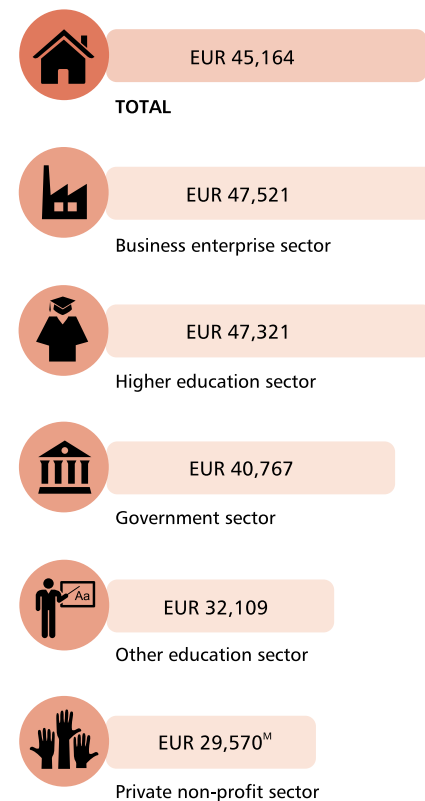 EUR 45,164
TOTAL
EUR 47,521
Business enterprise sector
EUR 47,321
Higher education sector
EUR 40,767
Government sector
Aa
EUR 32,109
Other education sector
EUR 29,570ᴹ
Private non-profit sector